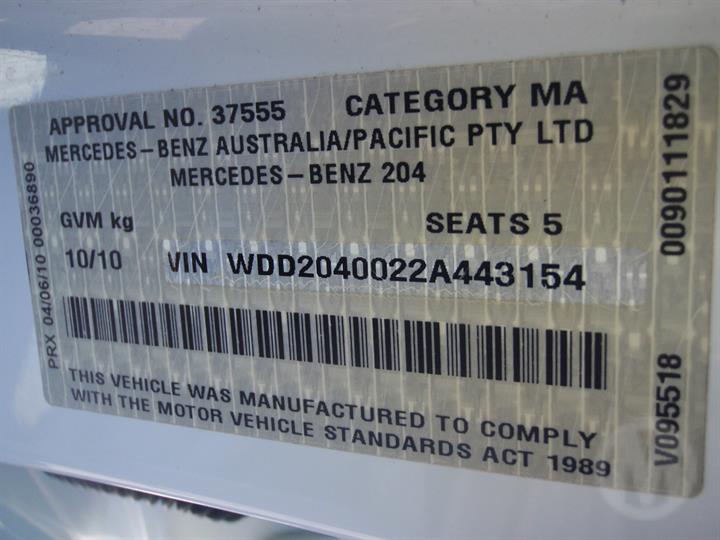 APPROVAL NO. 37555 CATEGORY MA
MERCEDES-BENZ AUSTRALIA/PACIFIC PTY LTD
MERCEDES-BENZ 204
GVM kg SEATS 5
10/10 VIN WDD2040022A443154
THIS VEHICLE WAS MANUFACTURED TO COMPLY
WITH THE MOTOR VEHICLE STANDARDS ACT 1989
PRX 04/06/10 00036890
V095518 0090111829